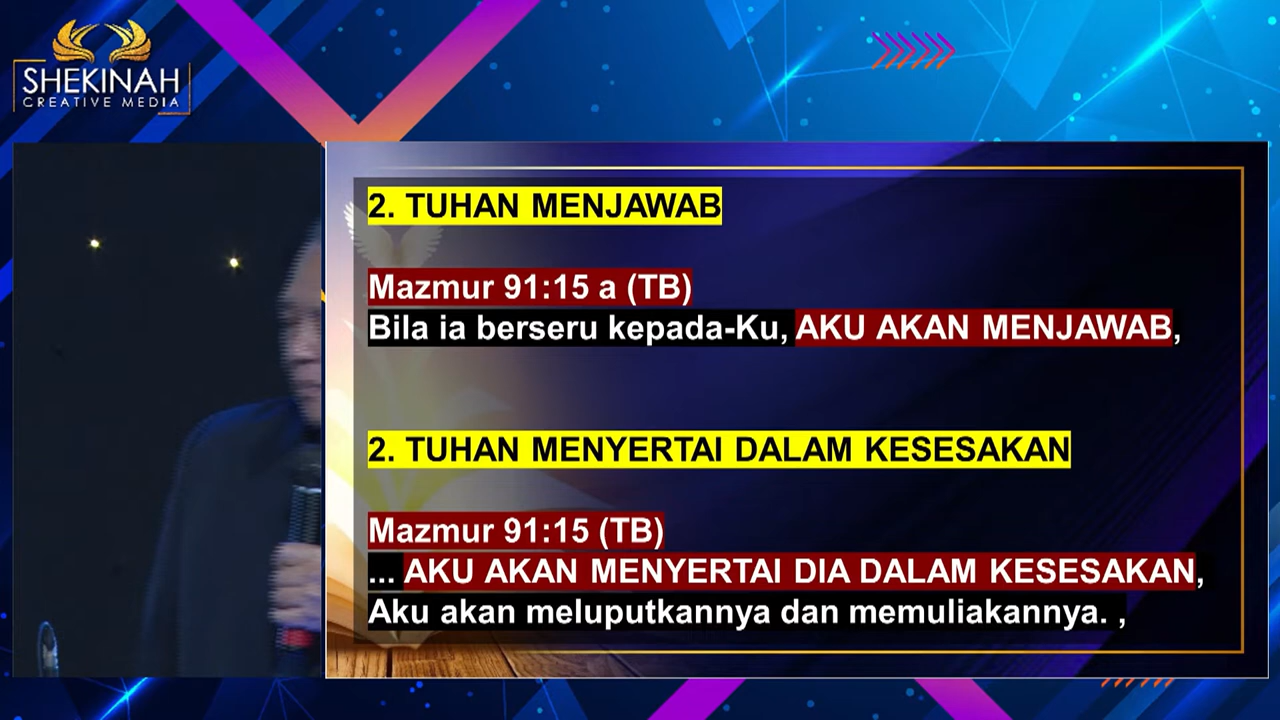 SHEKINAH
CREATIVE MEDIA
2. TUHAN MENJAWAB
Mazmur 91:15 a (TB)
Bila ia berseru kepada-Ku, AKU AKAN MENJAWAB,
2. TUHAN MENYERTAI DALAM KESESAKAN
Mazmur 91:15 (TB)
... AKU AKAN MENYERTAI DIA DALAM KESESAKAN,
Aku akan meluputkannya dan memuliakannya. ,